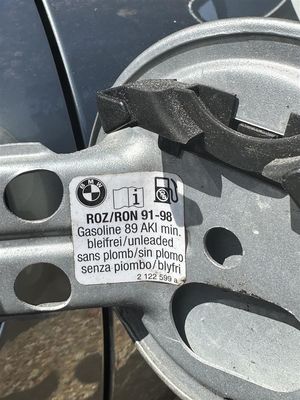 BMW
i
ROZ/RON 91-98
Gasoline 89 AKI min.
bleifrei/unleaded
sans plomb/sin plomo
senza piombo/blyfri
2 122 599 a